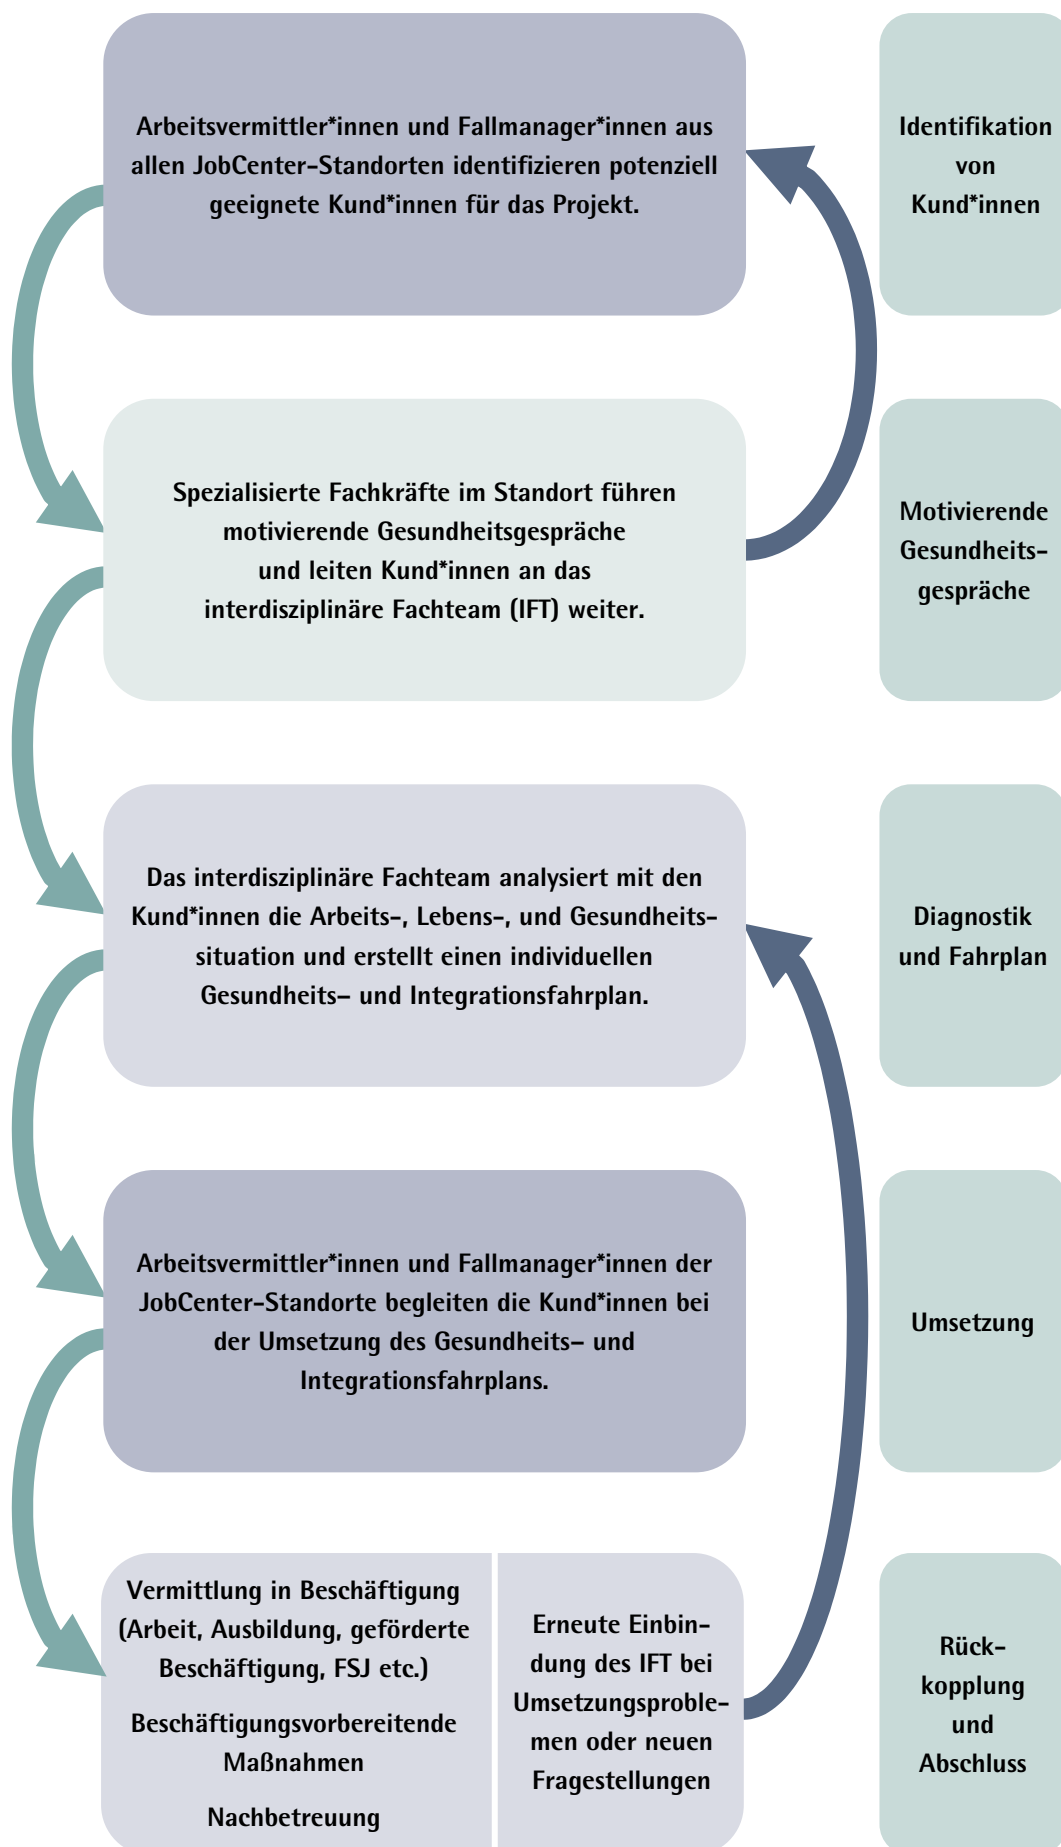 Arbeitsvermittler*innen und Fallmanager*innen aus
allen JobCenter-Standorten identifizieren potenziell
geeignete Kund*innen für das Projekt.
Identifikation
von
Kund*innen
Spezialisierte Fachkräfte im Standort führen
motivierende Gesundheitsgespräche
und leiten Kund*innen an das
interdisziplinäre Fachteam (IFT) weiter.
Motivierende
Gesundheits-
gespräche
Das interdisziplinäre Fachteam analysiert mit den
Kund*innen die Arbeits-, Lebens-, und Gesundheits-
situation und erstellt einen individuellen
Gesundheits- und Integrationsfahrplan.
Diagnostik
und Fahrplan
Arbeitsvermittler*innen und Fallmanager*innen der
JobCenter-Standorte begleiten die Kund*innen bei
der Umsetzung des Gesundheits- und
Integrationsfahrplans.
Umsetzung
Vermittlung in Beschäftigung
(Arbeit, Ausbildung, geförderte
Beschäftigung, FSJ etc.)
Beschäftigungsvorbereitende
Maßnahmen
Nachbetreuung
Erneute Einbin-
dung des IFT bei
Umsetzungsproble-
men oder neuen
Fragestellungen
Rück-
kopplung
und
Abschluss